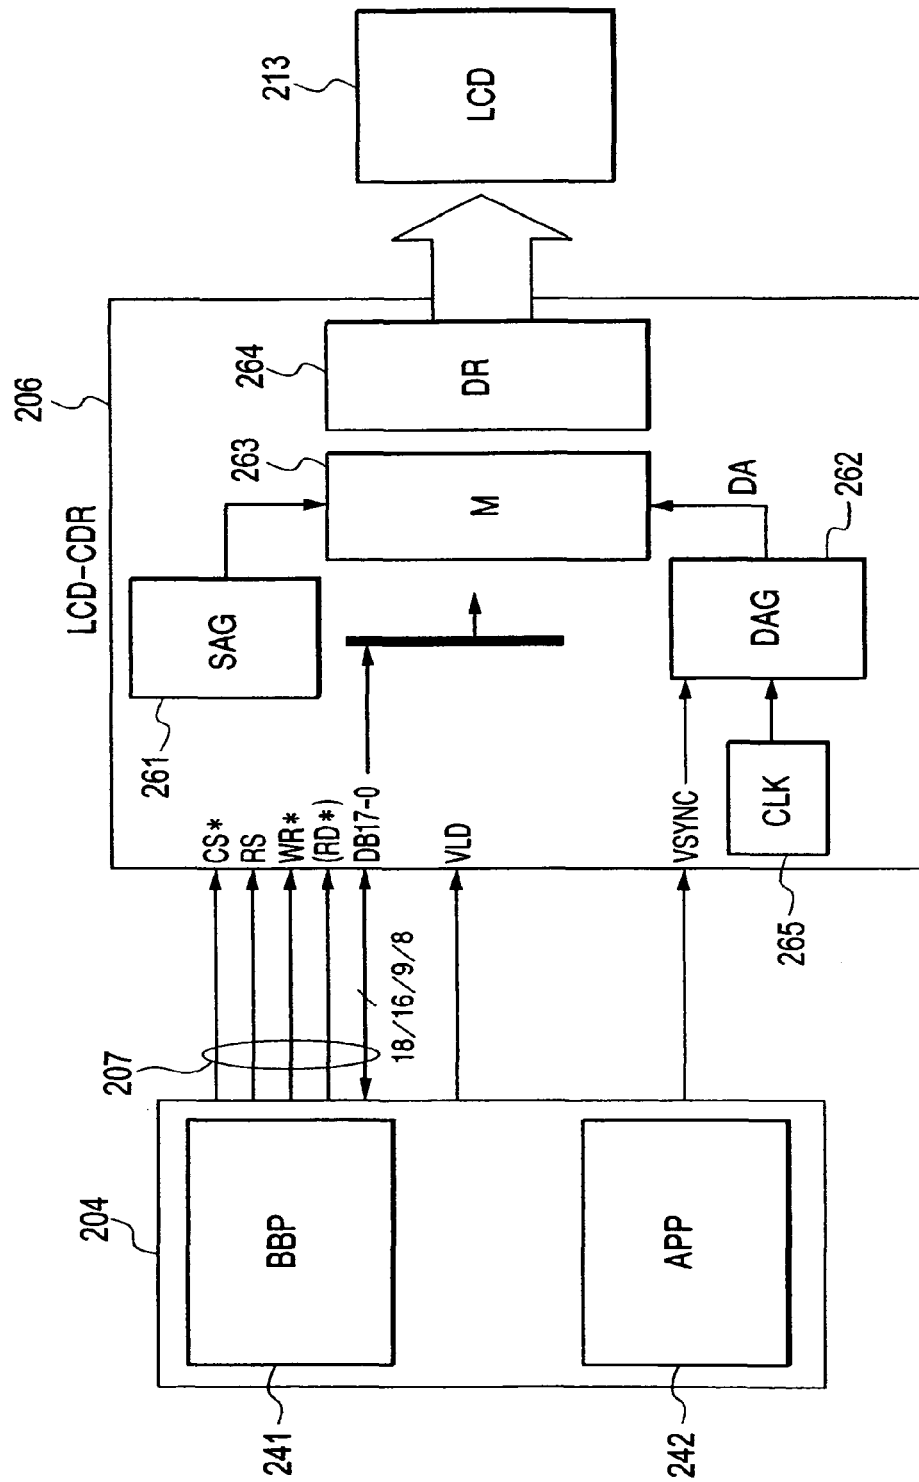 204
BBP
241
APP
242
207
18/16/9/8
206
LCD-CDR
CS*
RS
WR*
(RD*)
DB17-0
VLD
VSYNC
SAG
261
CLK
265
DAG
262
DA
M
263
DR
264
LCD
213